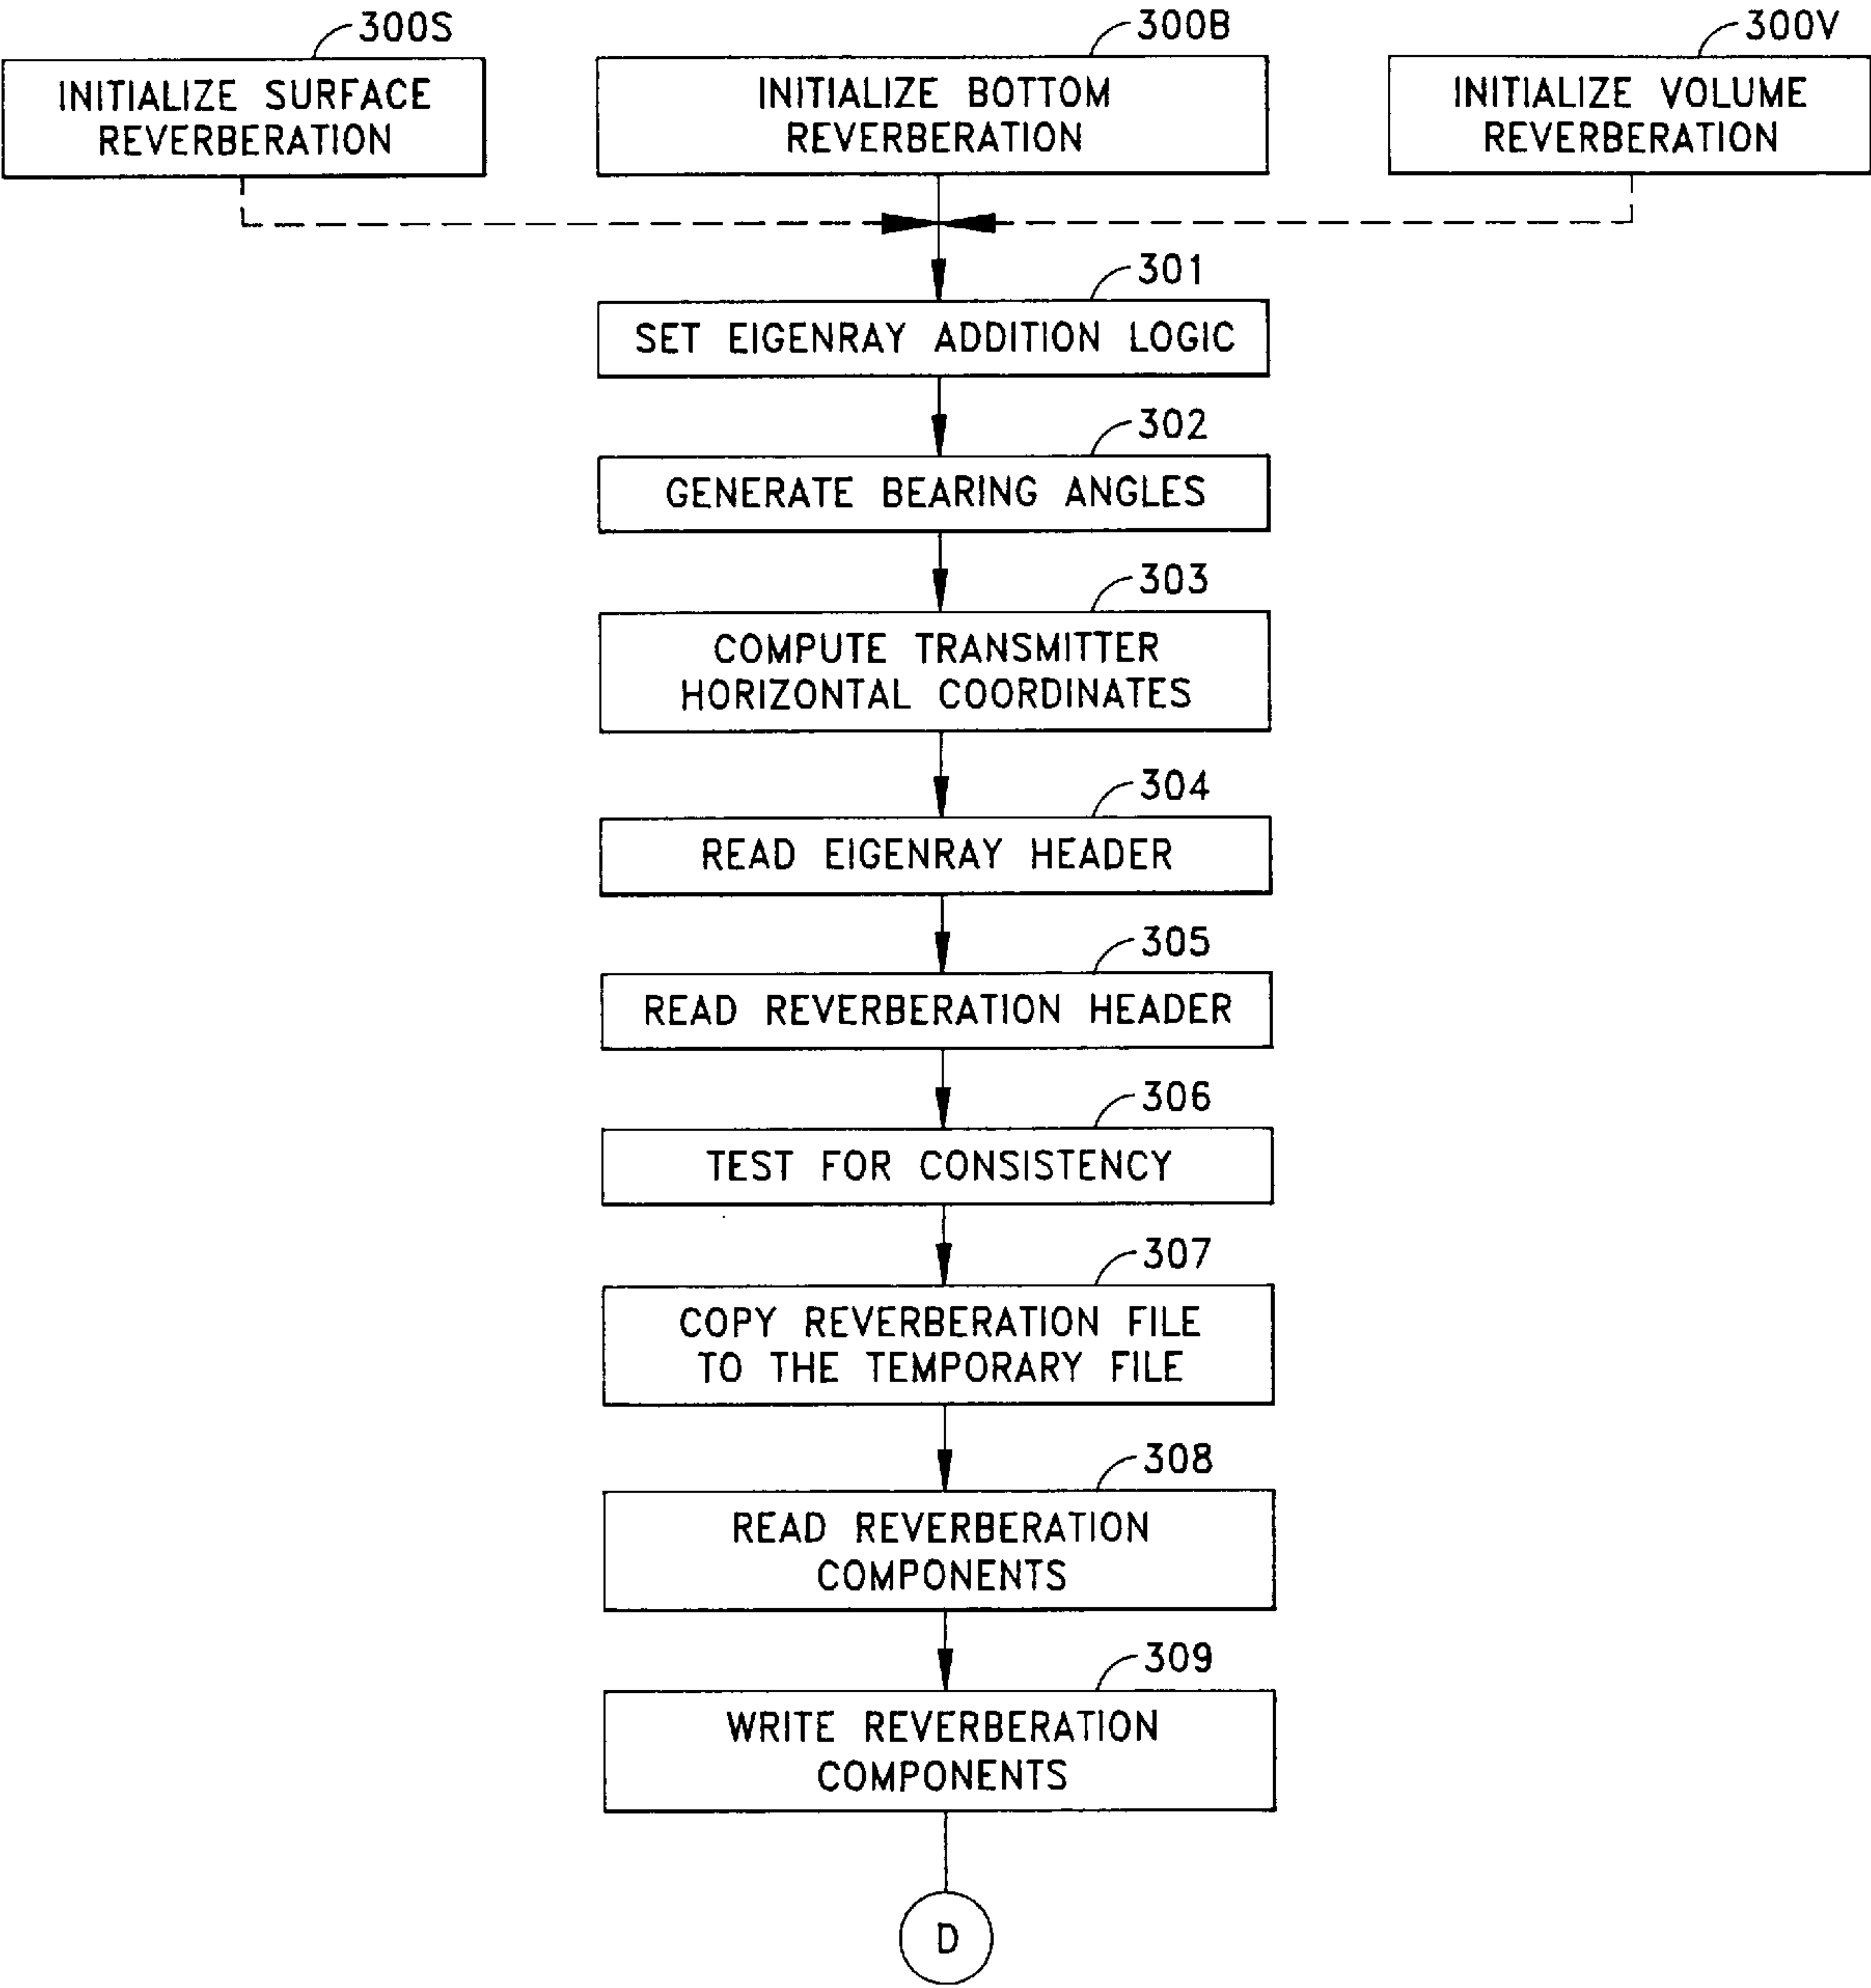 300S
INITIALIZE SURFACE
REVERBERATION
300B
INITIALIZE BOTTOM
REVERBERATION
300V
INITIALIZE VOLUME
REVERBERATION
301
SET EIGENRAY ADDITION LOGIC
302
GENERATE BEARING ANGLES
303
COMPUTE TRANSMITTER
HORIZONTAL COORDINATES
304
READ EIGENRAY HEADER
305
READ REVERBERATION HEADER
306
TEST FOR CONSISTENCY
307
COPY REVERBERATION FILE
TO THE TEMPORARY FILE
308
READ REVERBERATION
COMPONENTS
309
WRITE REVERBERATION
COMPONENTS
D